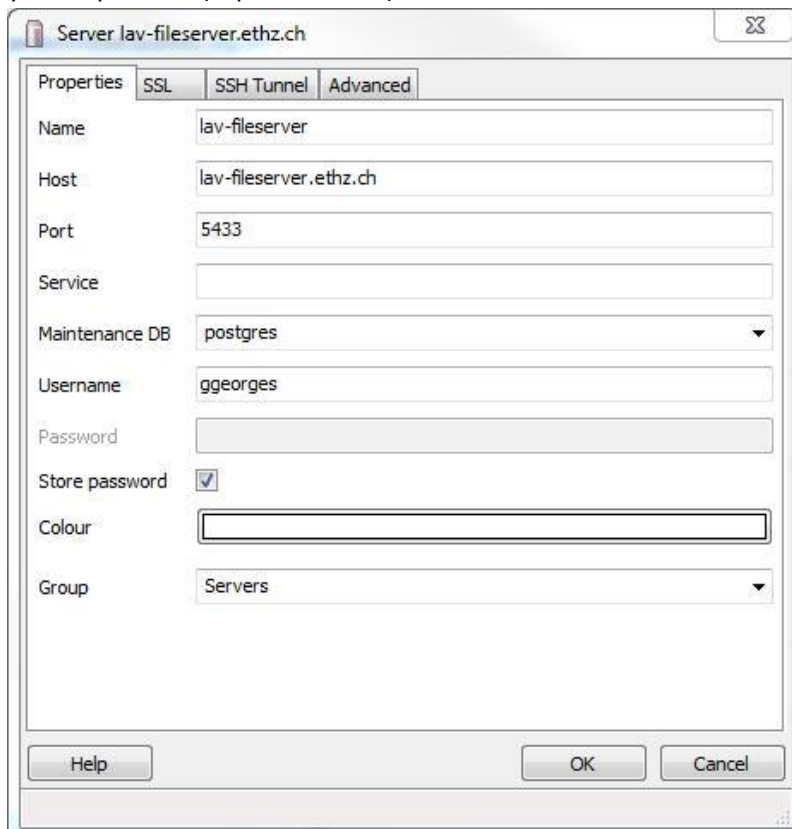 Server lav-fileserver.ethz.ch
Properties SSL SSH Tunnel Advanced
Name lav-fileserver
Host lav-fileserver.ethz.ch
Port 5433
Service
Maintenance DB postgres
Username ggeorges
Password
Store password
Colour
Group Servers
Help OK Cancel